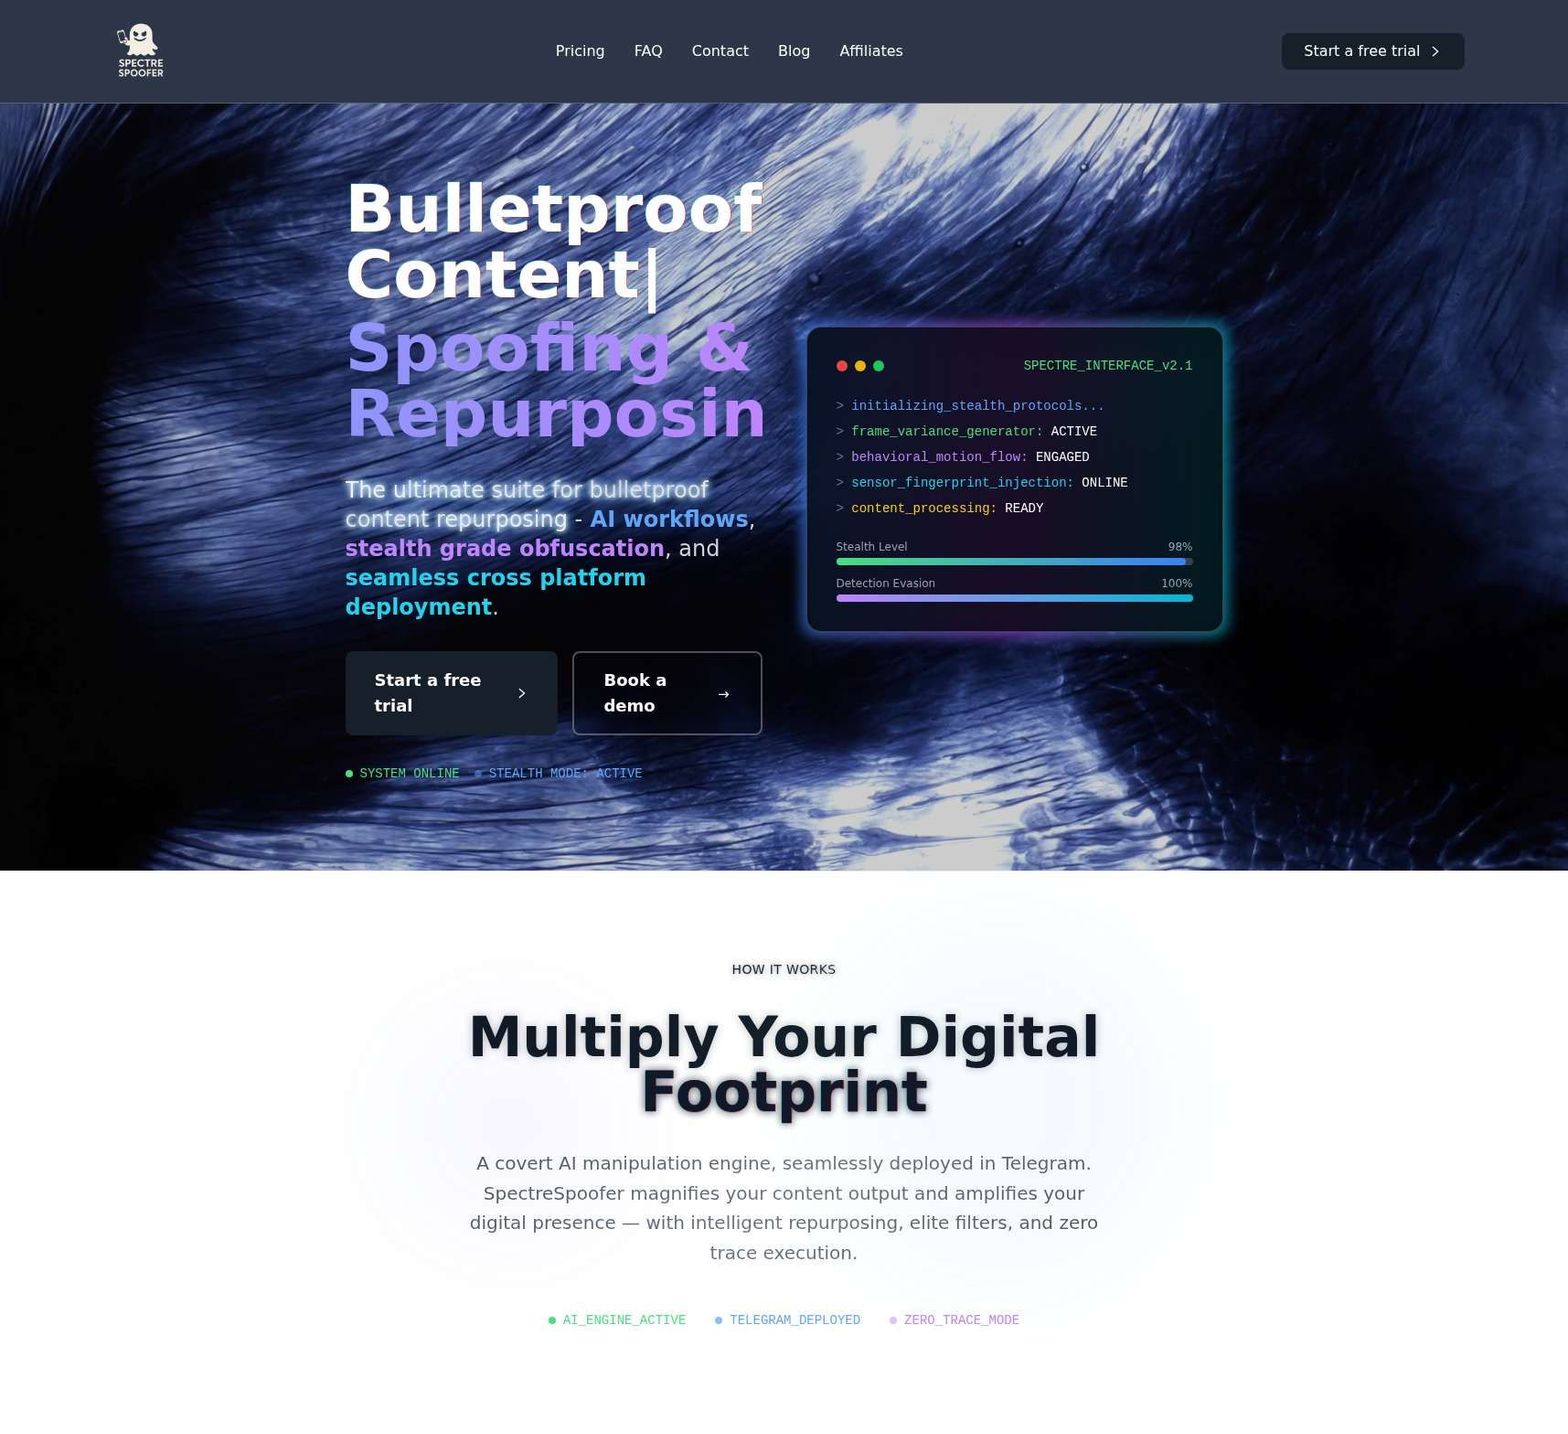 SPECTRE
SPOOFER
Pricing
FAQ
Contact
Blog
Affiliates
Start a free trial
Bulletproof
Content|
Spoofing &
Repurposin
The ultimate suite for bulletproof
content repurposing - AI workflows,
stealth grade obfuscation, and
seamless cross platform
deployment.
Start a free
trial
Book a
demo →
SYSTEM ONLINE
STEALTH MODE: ACTIVE
SPECTRE_INTERFACE_v2.1
> initializing_stealth_protocols...
> frame_variance_generator: ACTIVE
> behavioral_motion_flow: ENGAGED
> sensor_fingerprint_injection: ONLINE
> content_processing: READY
Stealth Level 98%
Detection Evasion 100%
HOW IT WORKS
Multiply Your Digital
Footprint
A covert AI manipulation engine, seamlessly deployed in Telegram.
SpectreSpoofer magnifies your content output and amplifies your
digital presence — with intelligent repurposing, elite filters, and zero
trace execution.
AI_ENGINE_ACTIVE
TELEGRAM_DEPLOYED
ZERO_TRACE_MODE